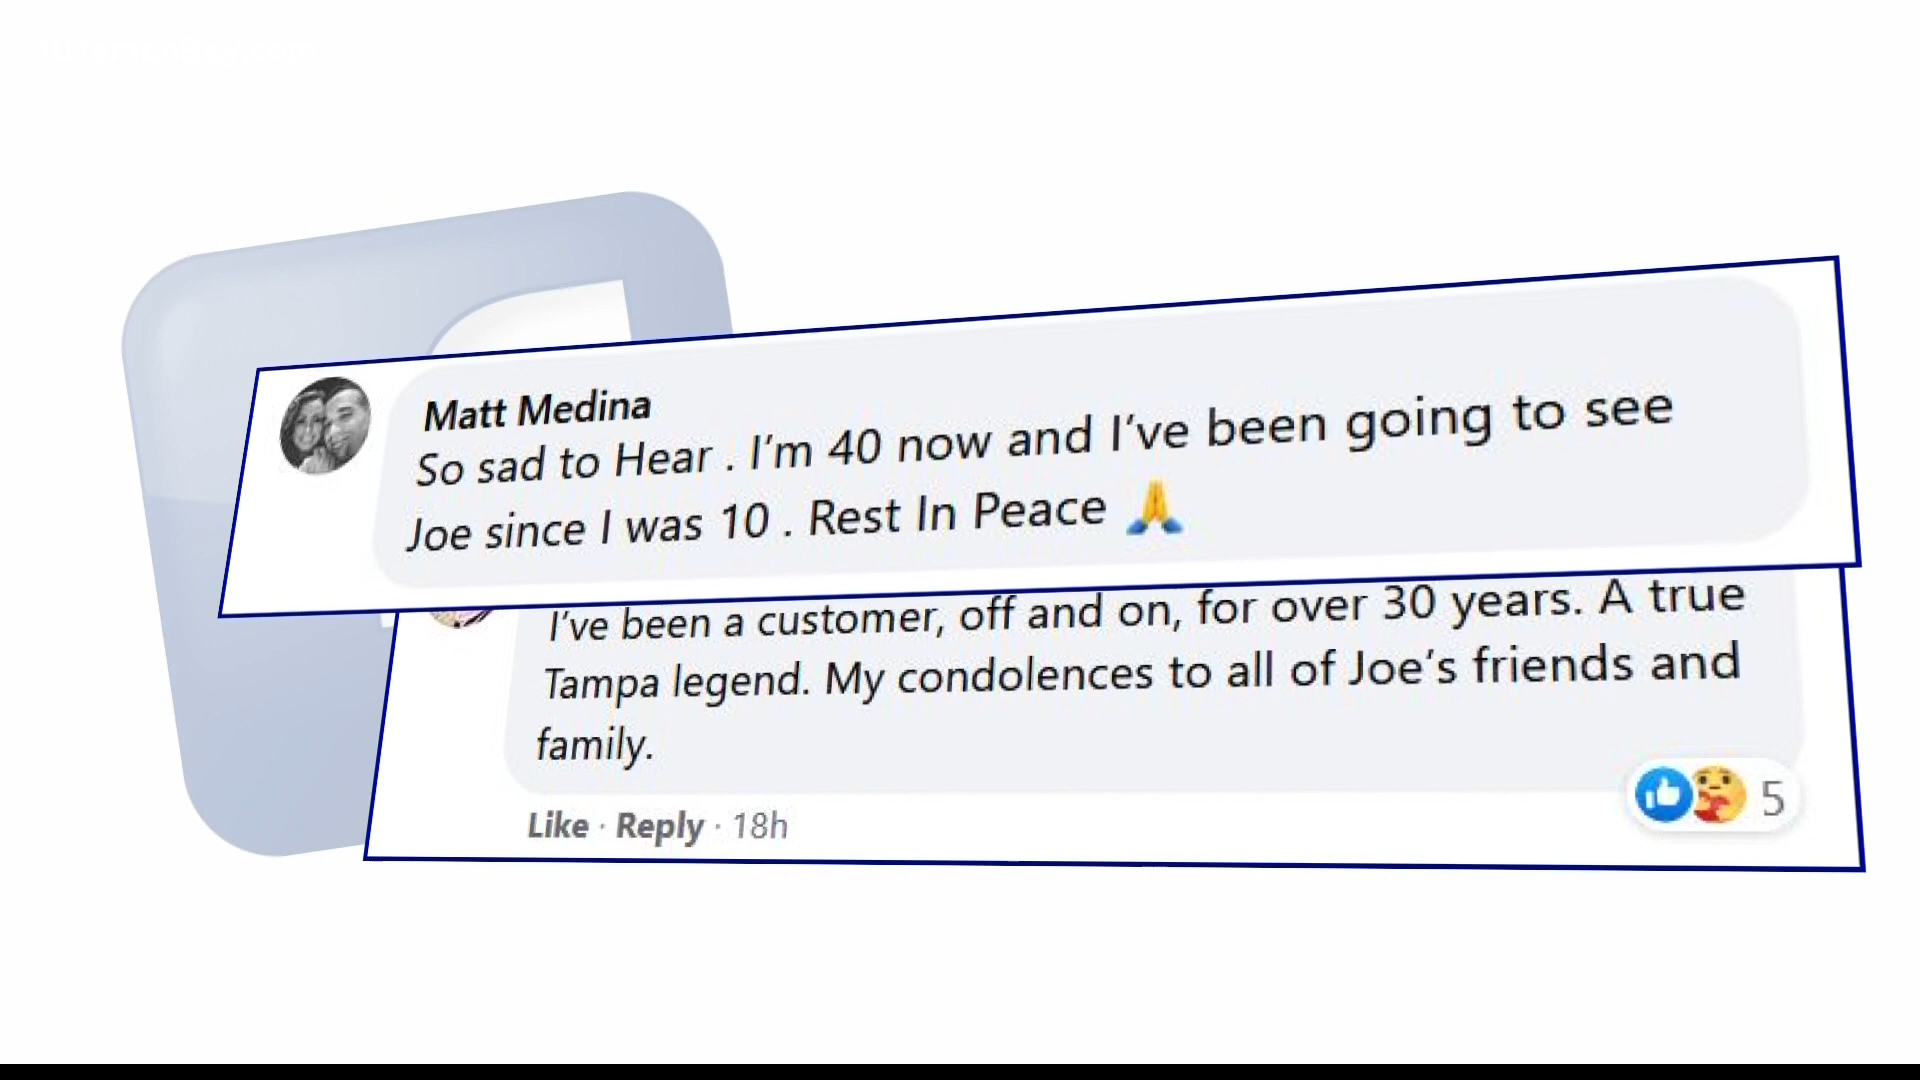 Matt Medina
So sad to Hear . I'm 40 now and I've been going to see
Joe since I was 10 . Rest In Peace 🙏
I've been a customer, off and on, for over 30 years. A true
Tampa legend. My condolences to all of Joe's friends and
family.
Like · Reply · 18h
5